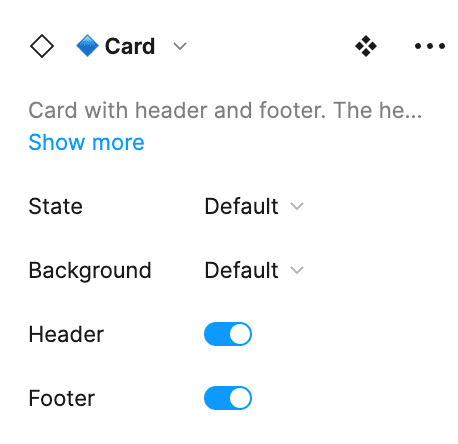 Card
Card with header and footer. The he...
Show more
State Default
Background Default
Header
Footer